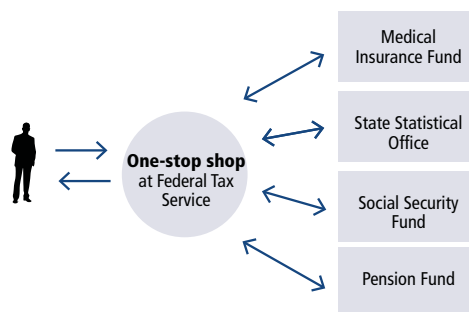 Medical
Insurance Fund
State Statistical
Office
One-stop shop
at Federal Tax
Service
Social Security
Fund
Pension Fund